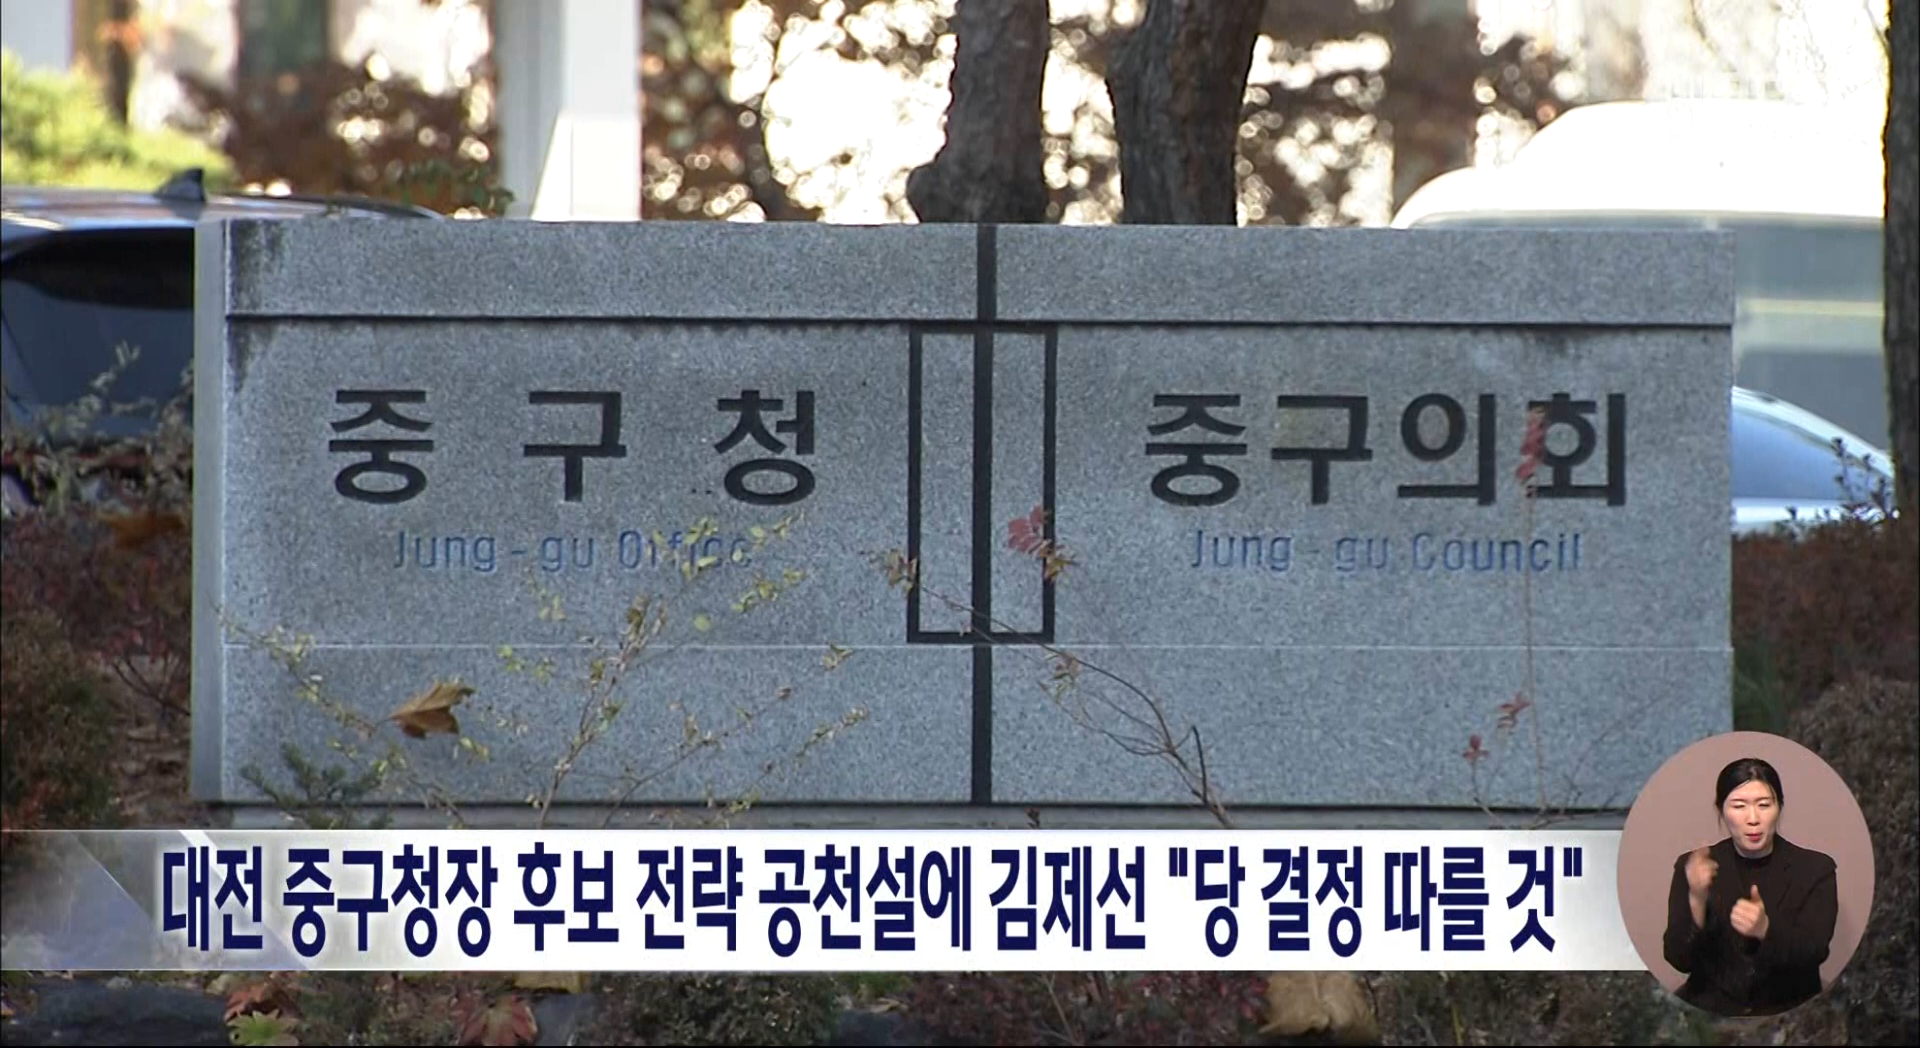 중구청
중구의회
Jung-gu Office
Jung-gu Council
대전 중구청장 후보 전략 공천설에 김제선 "당 결정 따를 것"